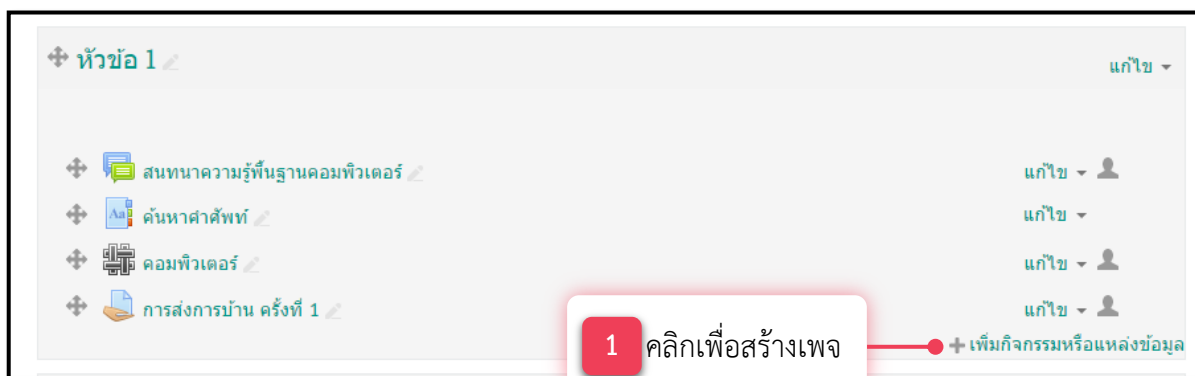 หัวข้อ 1
แก้ไข
สนทนาความรู้พื้นฐานคอมพิวเตอร์
แก้ไข
Aa
ค้นหาศาศัพท์
แก้ไข
คอมพิวเตอร์
แก้ไข
การส่งการบ้าน ครั้งที่ 1
แก้ไข
1 คลิกเพื่อสร้างเพจ
เพิ่มกิจกรรมหรือแหล่งข้อมูล